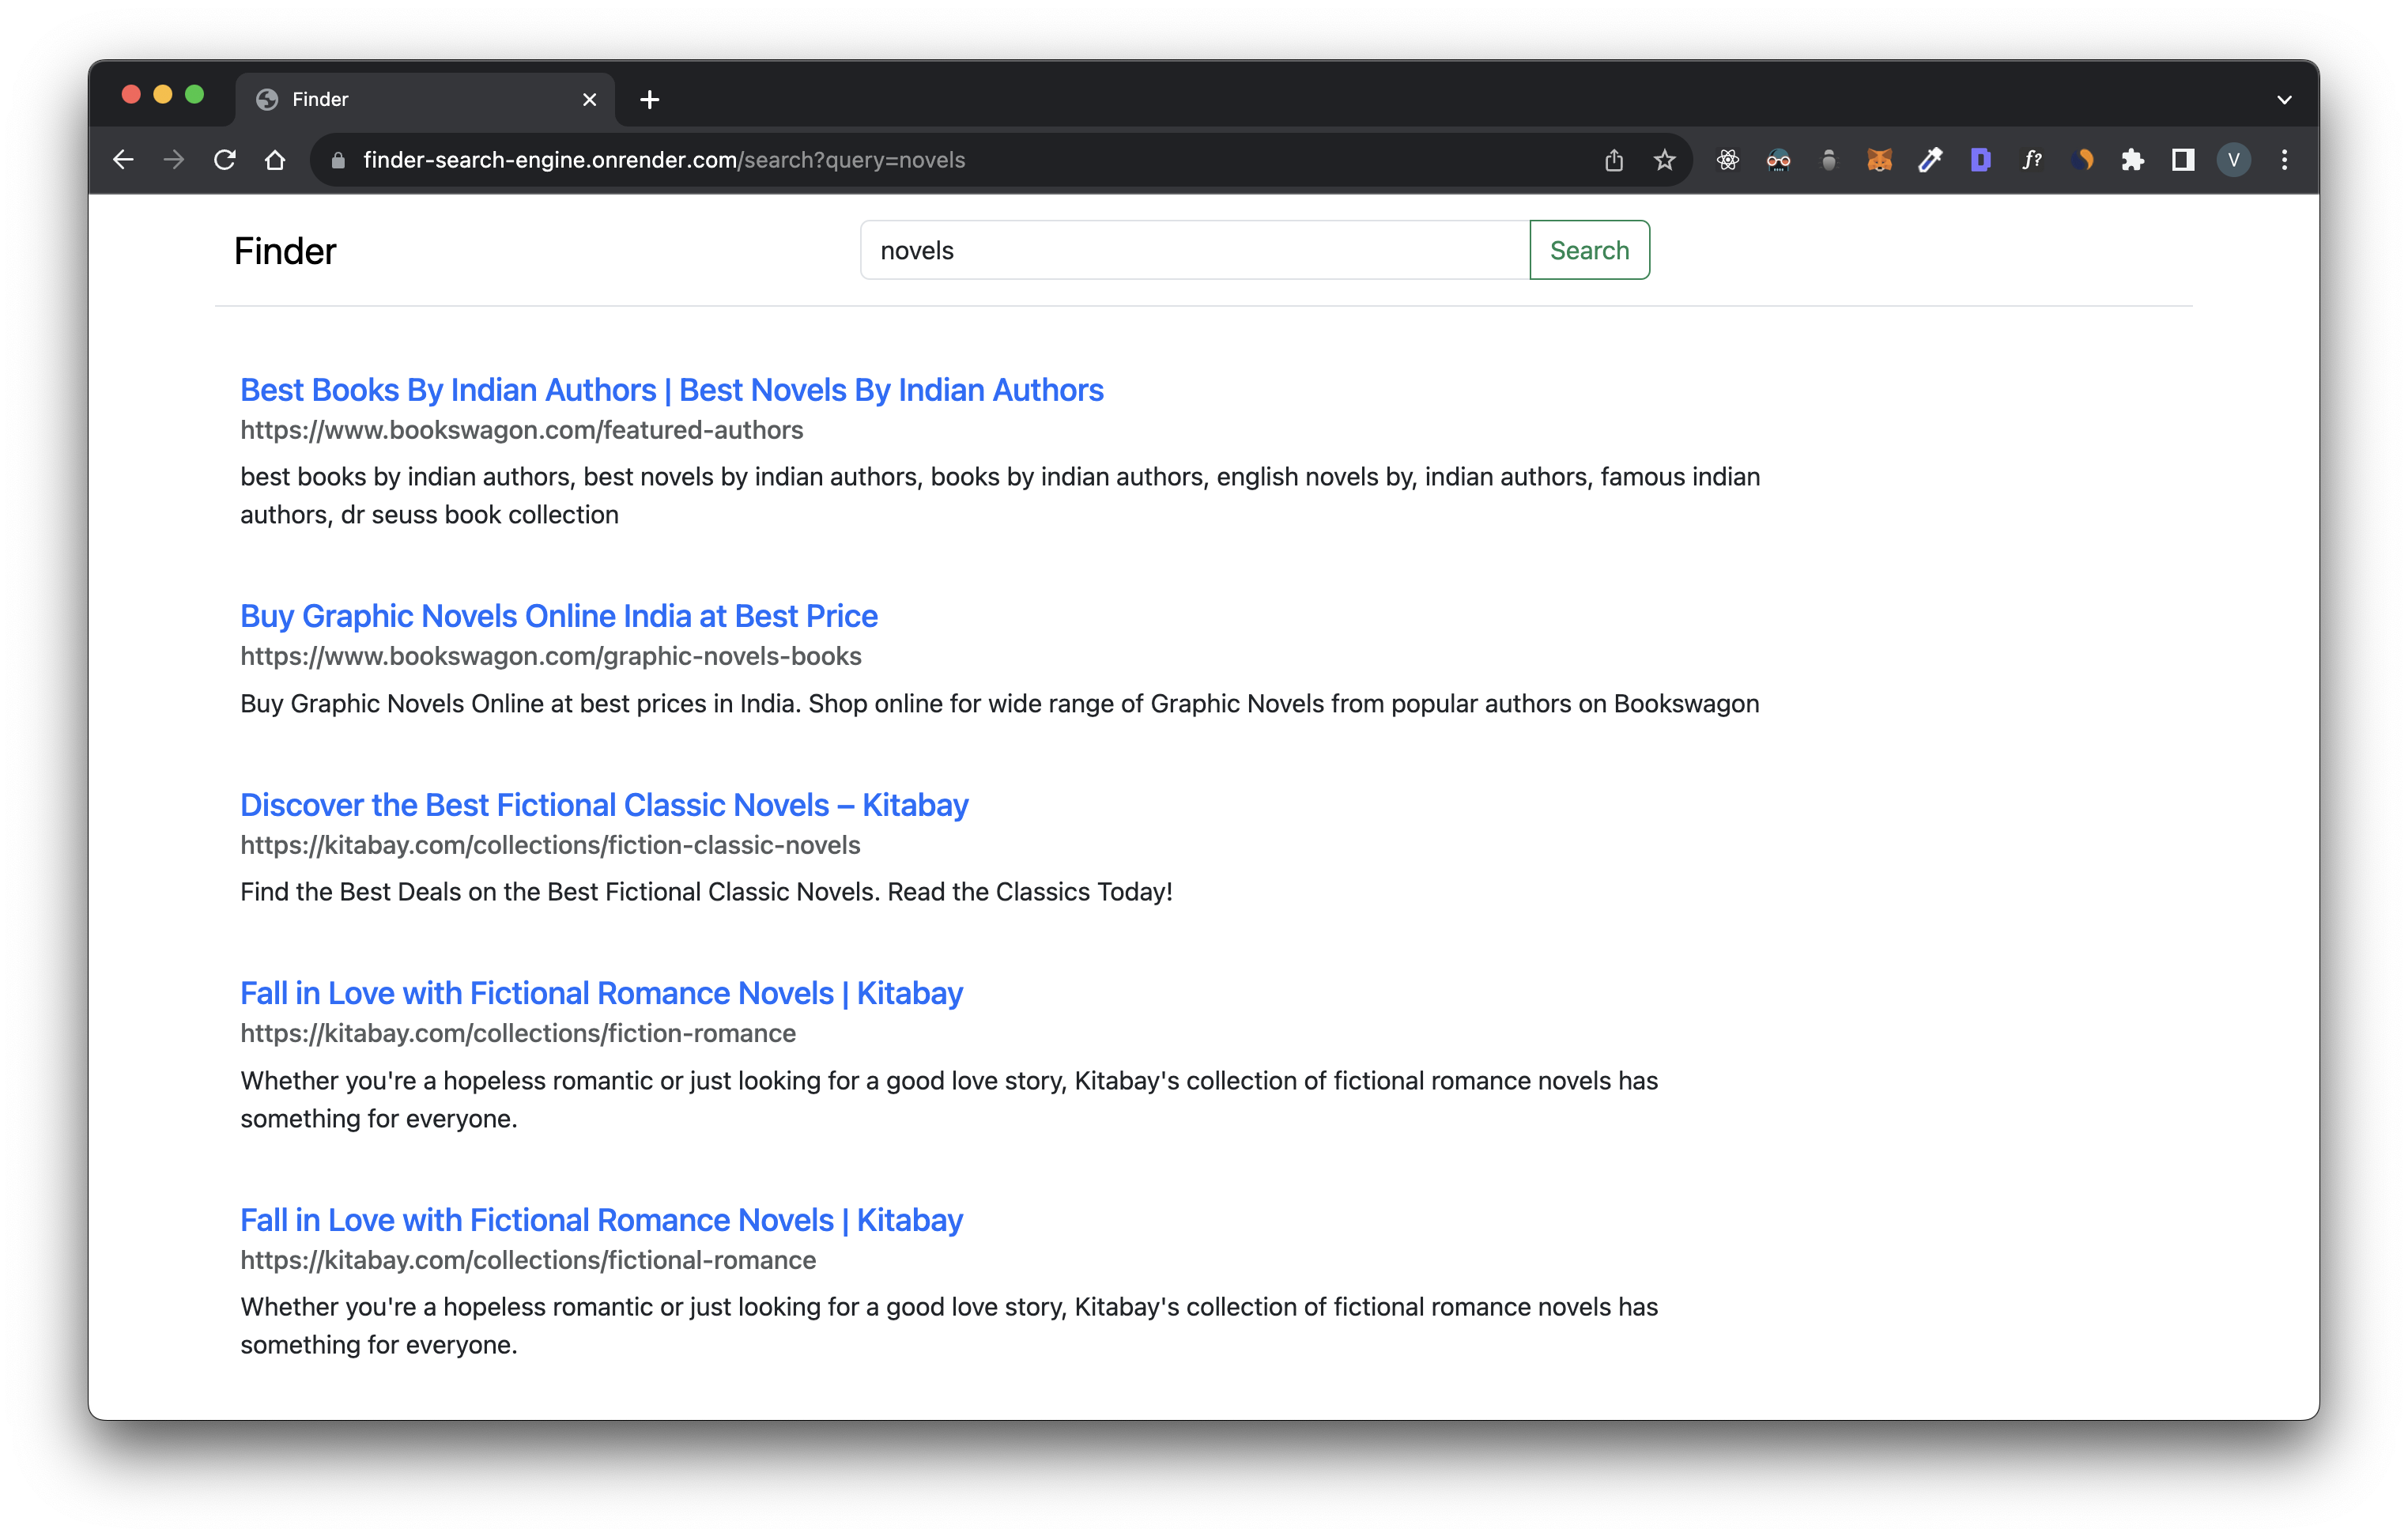 Finder
finder-search-engine.onrender.com/search?query=novels
f?
V
Finder
novels
Search
Best Books By Indian Authors | Best Novels By Indian Authors
https://www.bookswagon.com/featured-authors
best books by indian authors, best novels by indian authors, books by indian authors, english novels by, indian authors, famous indian
authors, dr seuss book collection
Buy Graphic Novels Online India at Best Price
https://www.bookswagon.com/graphic-novels-books
Buy Graphic Novels Online at best prices in India. Shop online for wide range of Graphic Novels from popular authors on Bookswagon
Discover the Best Fictional Classic Novels – Kitabay
https://kitabay.com/collections/fiction-classic-novels
Find the Best Deals on the Best Fictional Classic Novels. Read the Classics Today!
Fall in Love with Fictional Romance Novels | Kitabay
https://kitabay.com/collections/fiction-romance
Whether you're a hopeless romantic or just looking for a good love story, Kitabay's collection of fictional romance novels has
something for everyone.
Fall in Love with Fictional Romance Novels | Kitabay
https://kitabay.com/collections/fictional-romance
Whether you're a hopeless romantic or just looking for a good love story, Kitabay's collection of fictional romance novels has
something for everyone.